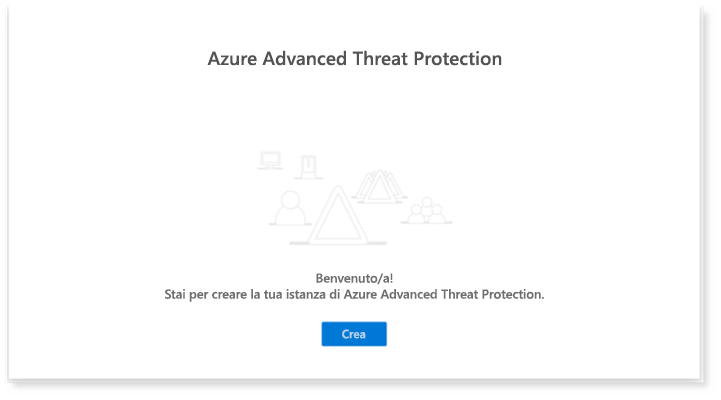 Azure Advanced Threat Protection
Benvenuto/a!
Stai per creare la tua istanza di Azure Advanced Threat Protection.
Crea